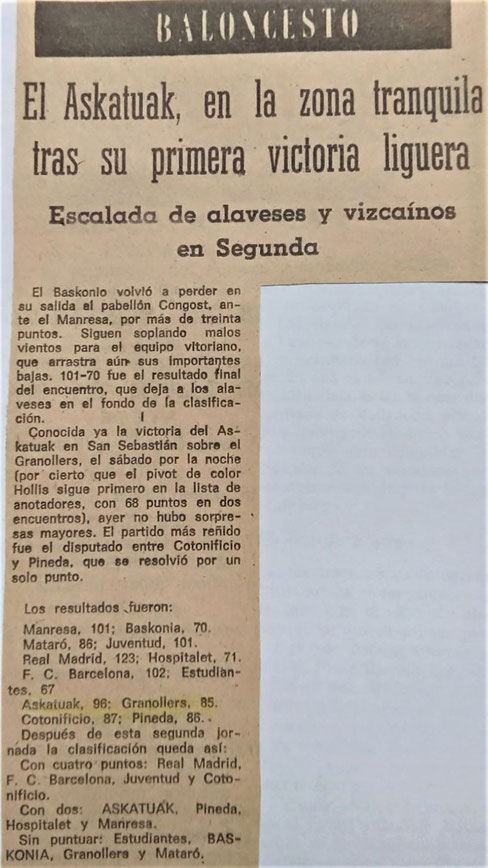 BALONCESTO
El Askatuak, en la zona tranquila
tras su primera victoria liguera
Escalada de alaveses y vizcaínos
en Segunda
El Baskonio volvió a perder en
su salida al pabellón Congost, an-
te el Manresa, por más de treinta
puntos. Siguen soplando malos
vientos para el equipo vitoriano,
que arrastra aún sus importantes
bajas. 101-70 fue el resultado final
del encuentro, que deja a los ala-
veses en el fondo de la clasifica-
ción.
Conocida ya la victoria del As-
katuak en San Sebastián sobre el
Granollers, el sábado por la noche
(por cierto que el pivot de color
Hollis sigue primero en la lista de
anotadores, con 68 puntos en dos
encuentros), ayer no hubo sorpre-
sas mayores. El partido más reñido
fue el disputado entre Cotonificio
y Pineda, que se resolvió por un
solo punto.
Los resultados fueron:
Manresa, 101; Baskonia, 70.
Mataró, 86; Juventud, 101.
Real Madrid, 123; Hospitalet, 71.
F. C. Barcelona, 102; Estudian-
tes, 67
Askatuak, 96; Granollers, 85.
Cotonificio, 87; Pineda, 86..
Después de esta segunda jor-
nada la clasificación queda así:
Con cuatro puntos: Real Madrid,
F. C. Barcelona, Juventud y Coto-
nificio.
Con dos: ASKATUAK, Pineda,
Hospitalet y Manresa.
Sin puntuar: Estudiantes, BAS-
KONIA, Granollers y Mataró.